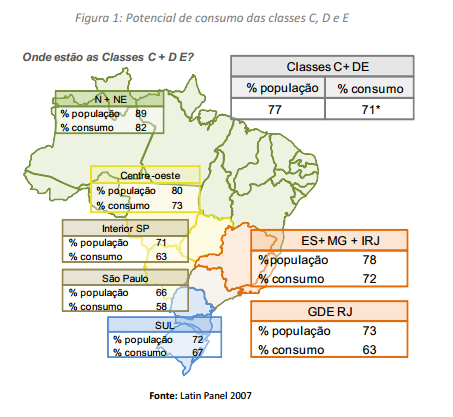 Figura 1: Potencial de consumo das classes C, D e E
Onde estão as Classes C + D E?
Classes C+ DE
% população % consumo
77 71*
N + NE
% população 89
% consumo 82
Centro-oeste
% população 80
% consumo 73
Interior SP
% população 71
% consumo 63
São Paulo
% população 66
% consumo 58
SUL
% população 72
% consumo 67
ES+ MG + IRJ
%população 78
% consumo 72
GDE RJ
% população 73
% consumo 63
Fonte: Latin Panel 2007